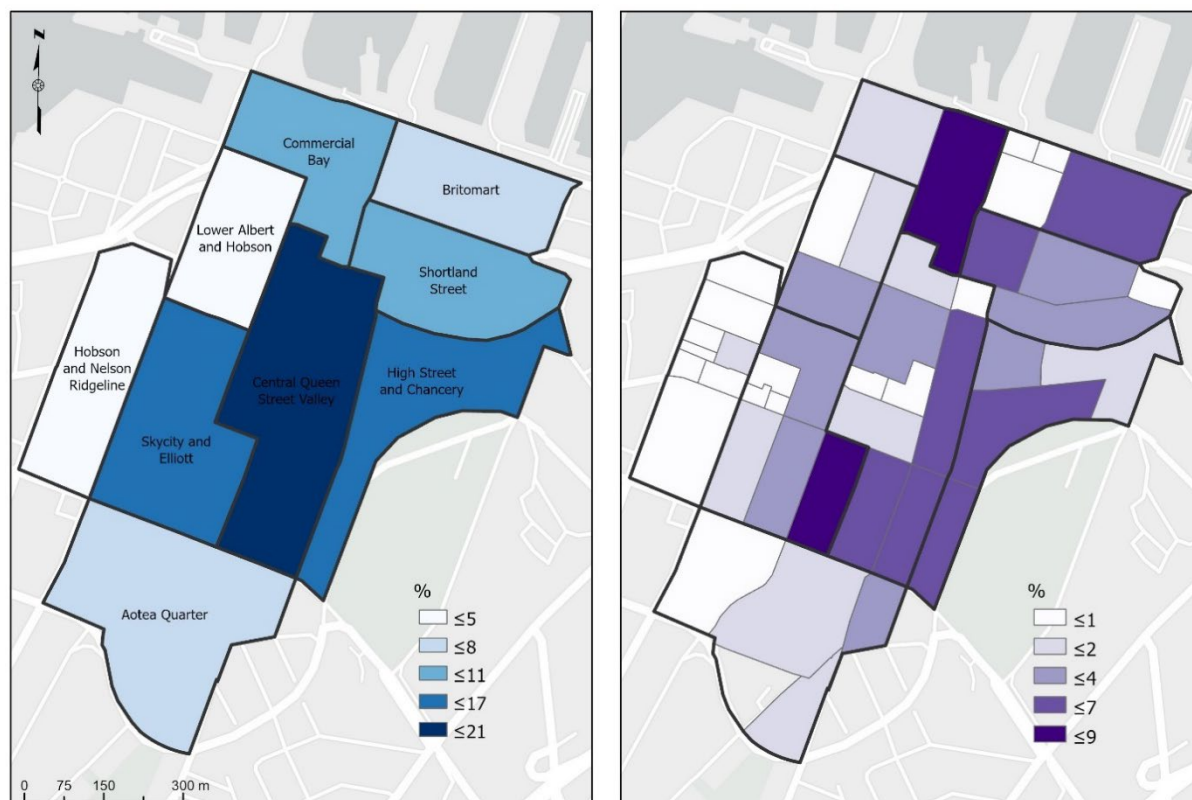 N
Commercial
Bay
Britomart
Lower Albert
and Hobson
Shortland
Street
Hobson
and Nelson
Ridgeline
Central Queen
Street Valley
High Street
and Chancery
Skycity and
Elliott
Aotea Quarter
%
≤5
≤8
≤11
≤17
≤21
0 75 150 300 m
%
≤1
≤2
≤4
≤7
≤9